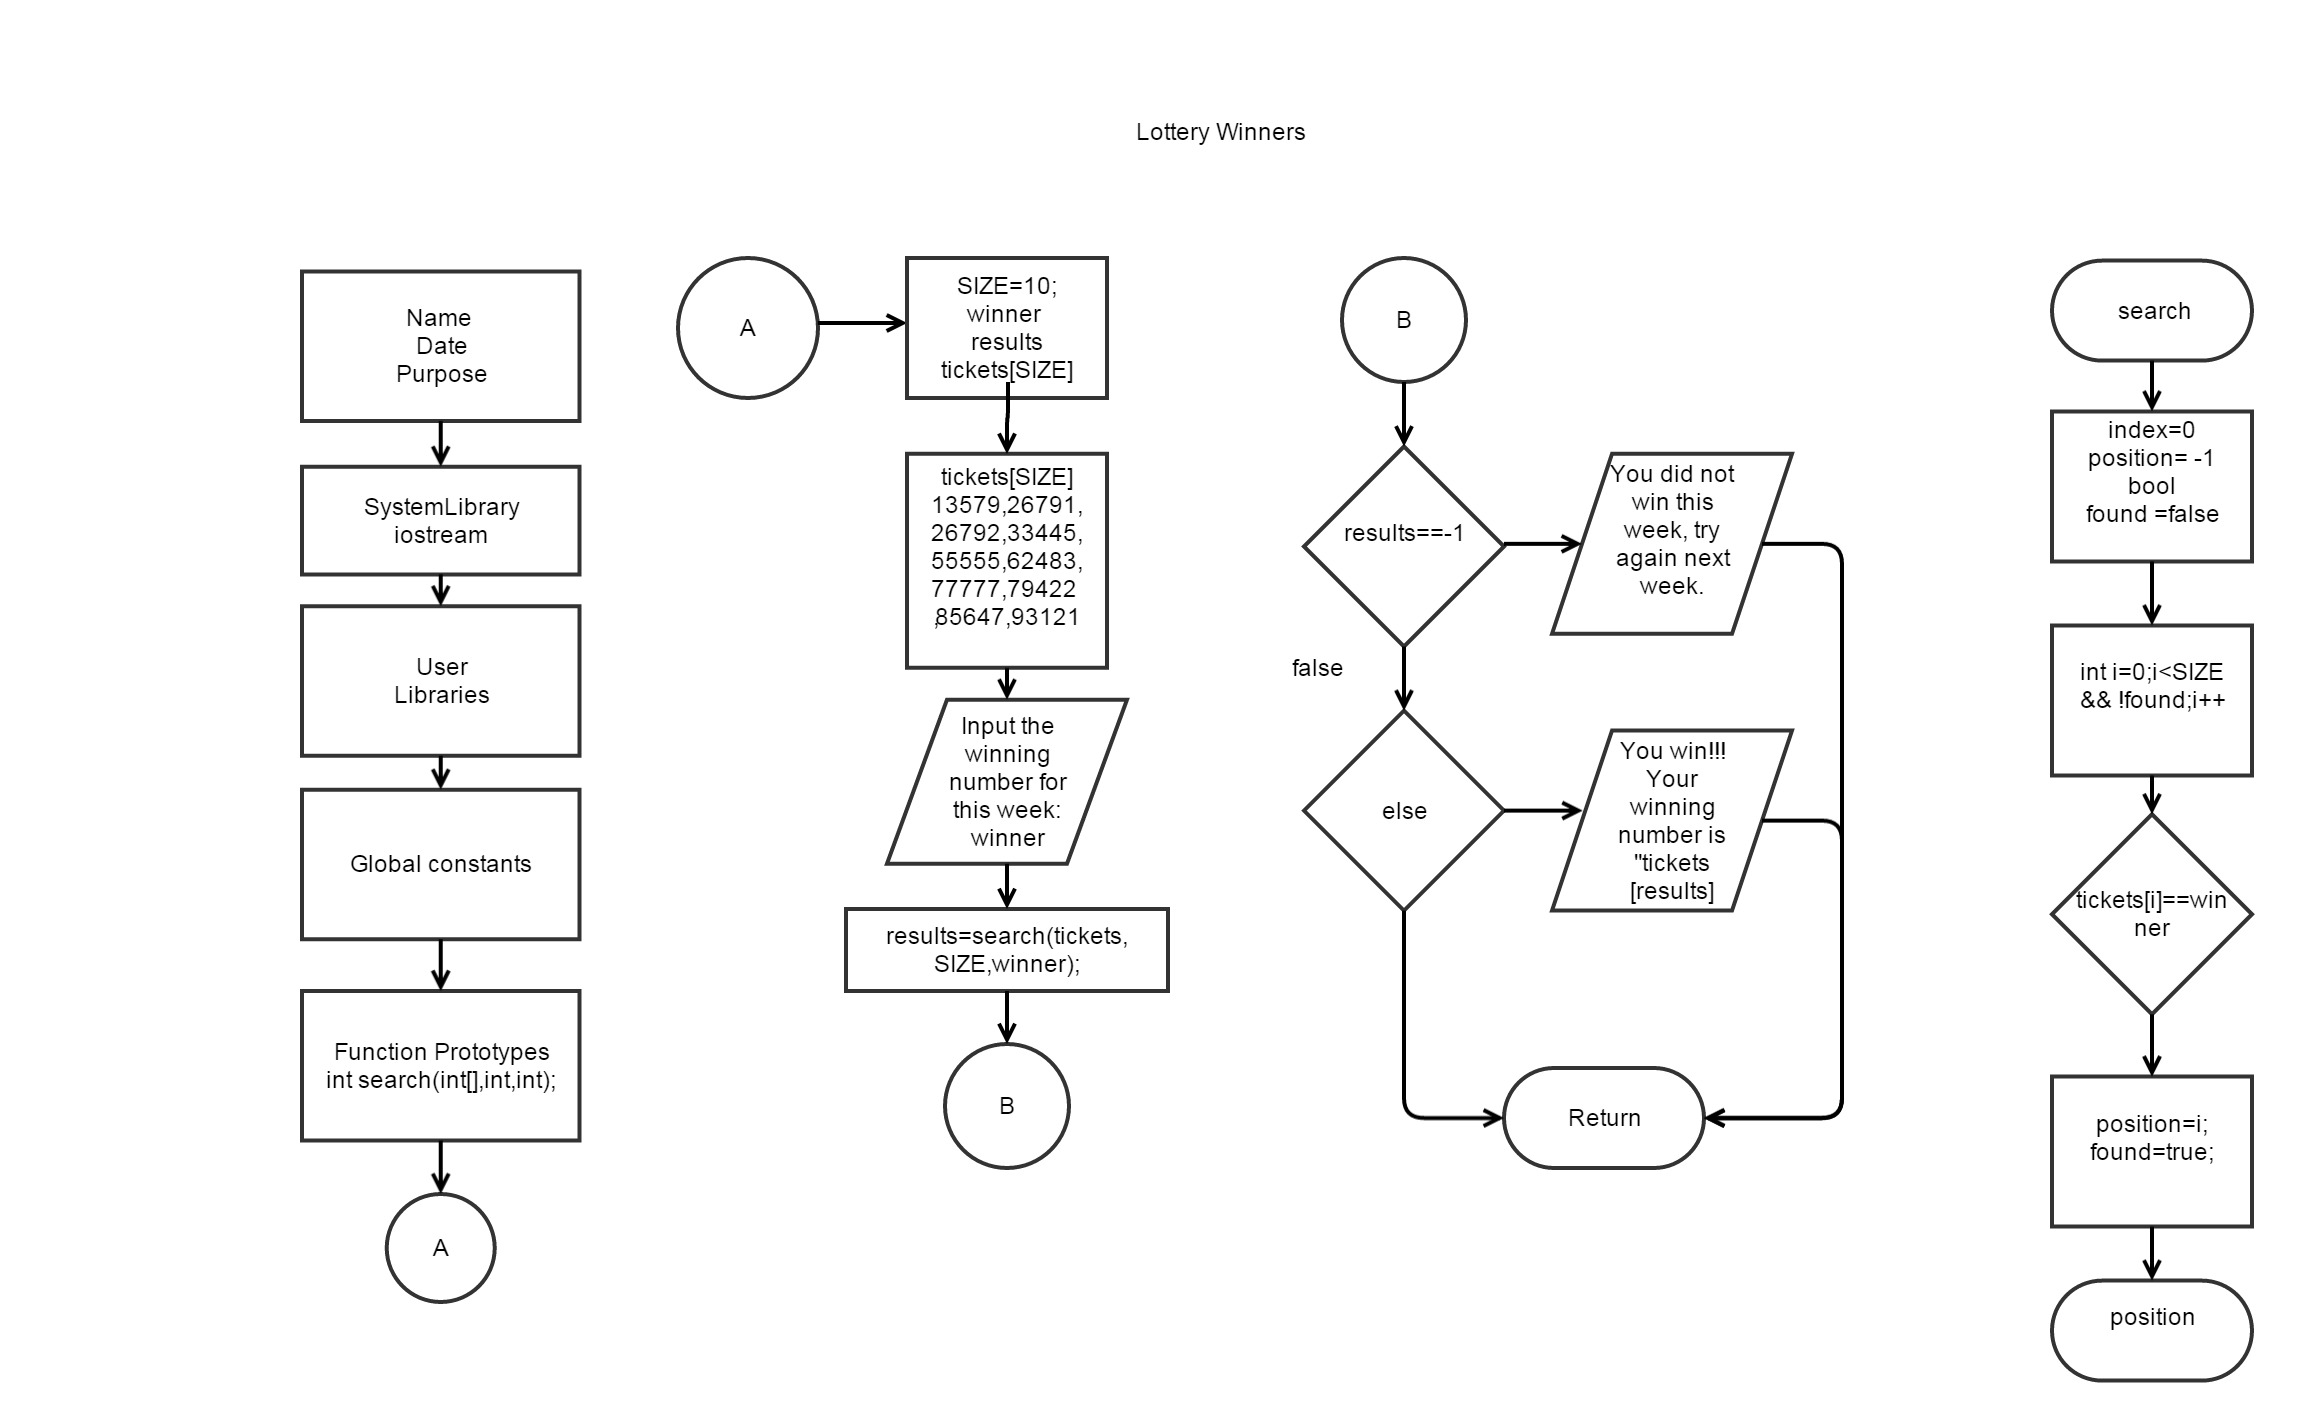 Lottery Winners
Name
Date
Purpose
SystemLibrary
iostream
User
Libraries
Global constants
Function Prototypes
int search(int[],int,int);
A
A
SIZE=10;
winner
results
tickets[SIZE]
tickets[SIZE]
13579,26791,
26792,33445,
55555,62483,
77777,79422
,85647,93121
Input the
winning
number for
this week:
winner
results=search(tickets,
SIZE,winner);
B
B
results==-1
You did not
win this
week, try
again next
week.
false
else
You win!!!
Your
winning
number is
"tickets
[results]
Return
search
index=0
position= -1
bool
found =false
int i=0;i<SIZE
&& !found;i++
tickets[i]==win
ner
position=i;
found=true;
position